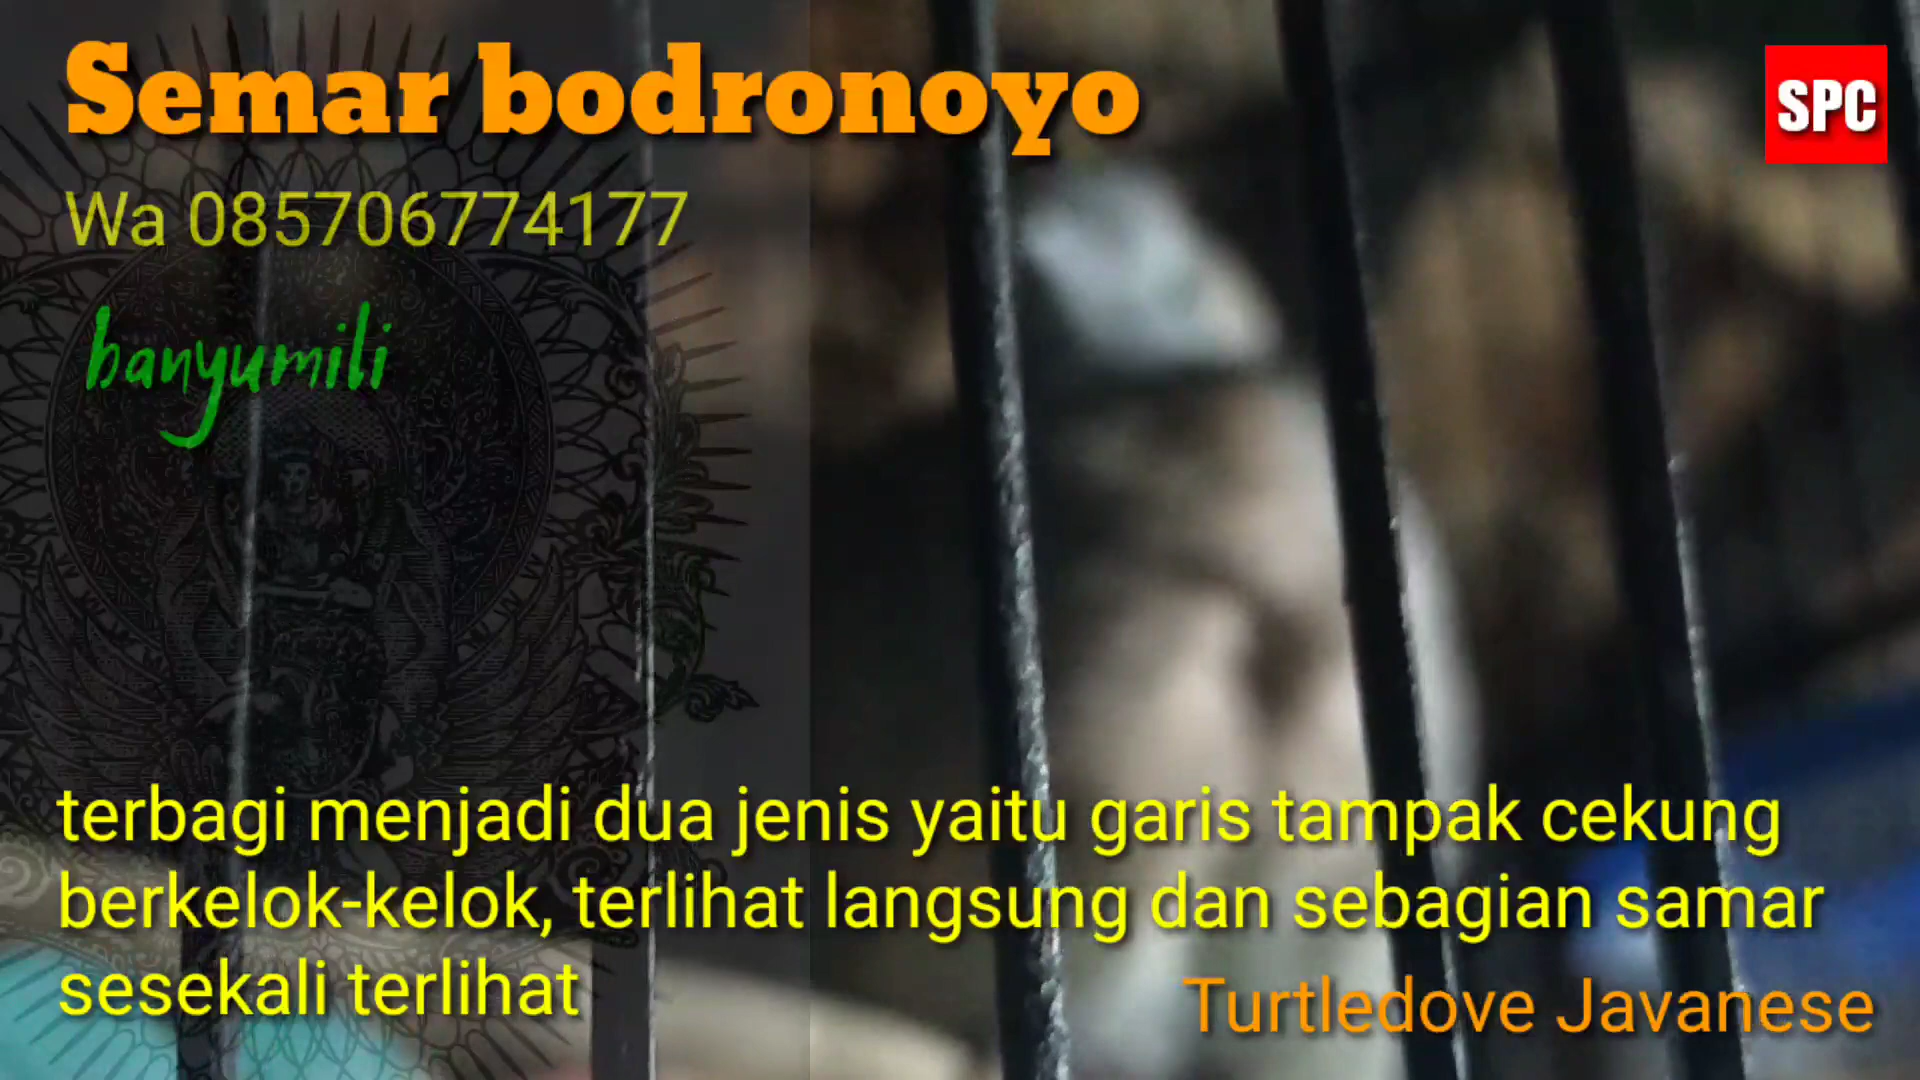 Semar bodronoyo
SPC
Wa 085706774177
banyumili
terbagi menjadi dua jenis yaitu garis tampak cekung
berkelok-kelok, terlihat langsung dan sebagian samar
sesekali terlihat
Turtledove Javanese